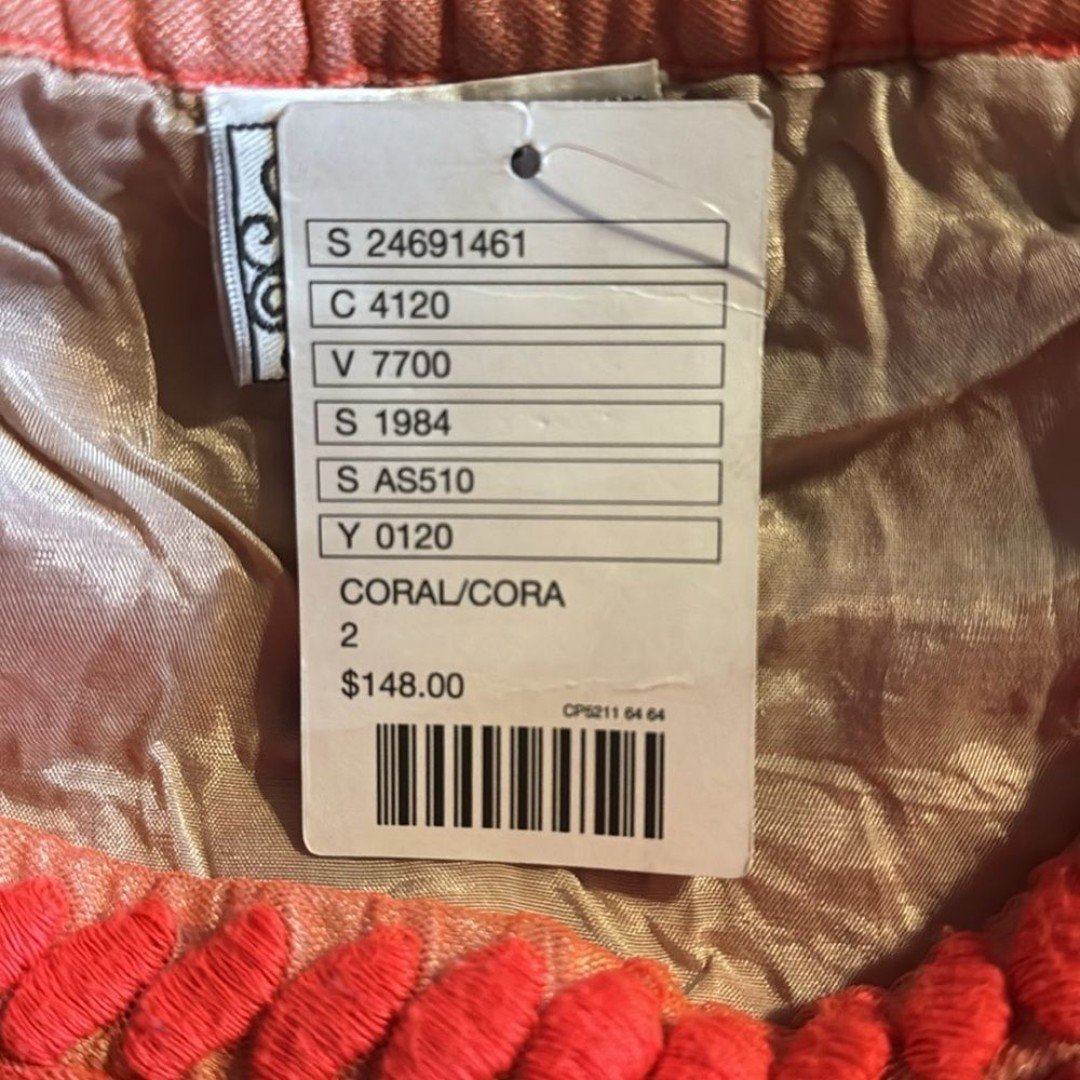 S 24691461
C 4120
V 7700
S 1984
S AS510
Y 0120
CORAL/CORA
2
$148.00
CP5211 64 64